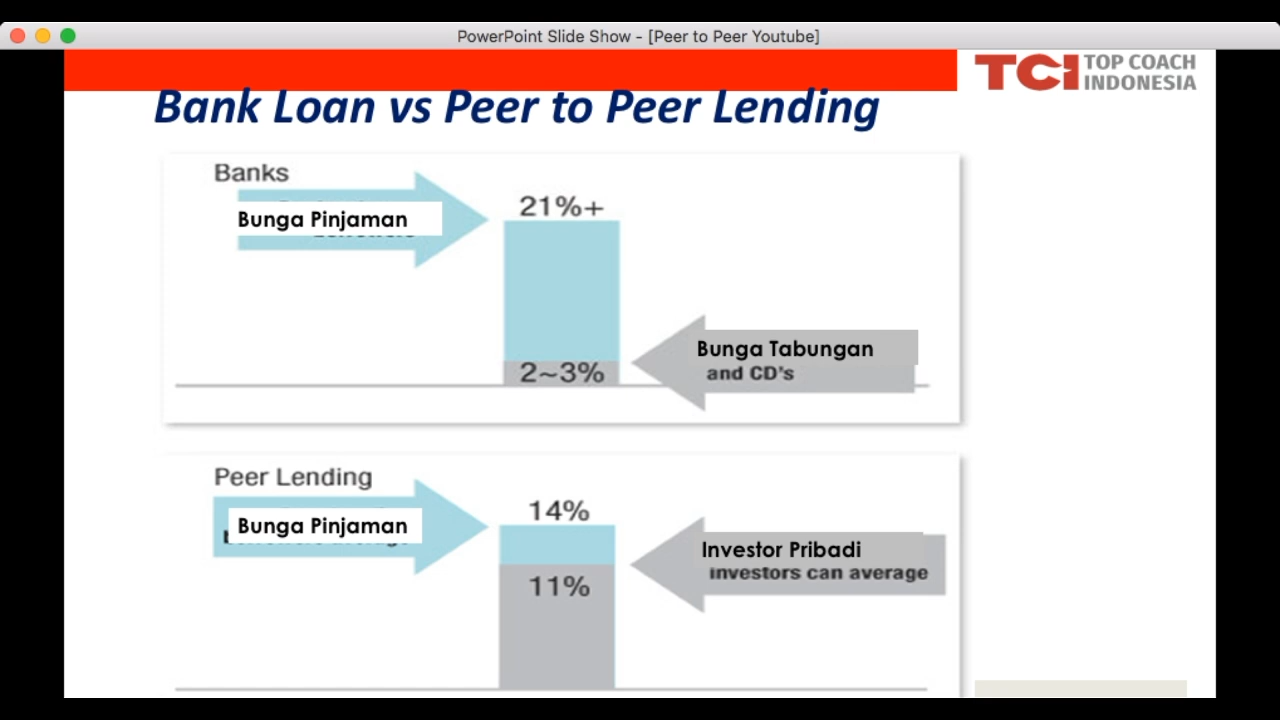 PowerPoint Slide Show - [Peer to Peer Youtube]
TCI TOP COACH
INDONESIA
Bank Loan vs Peer to Peer Lending
Banks
Bunga Pinjaman
21%+
Bunga Tabungan
and CD's
2~3%
Peer Lending
Bunga Pinjaman
14%
Investor Pribadi
investors can average
11%